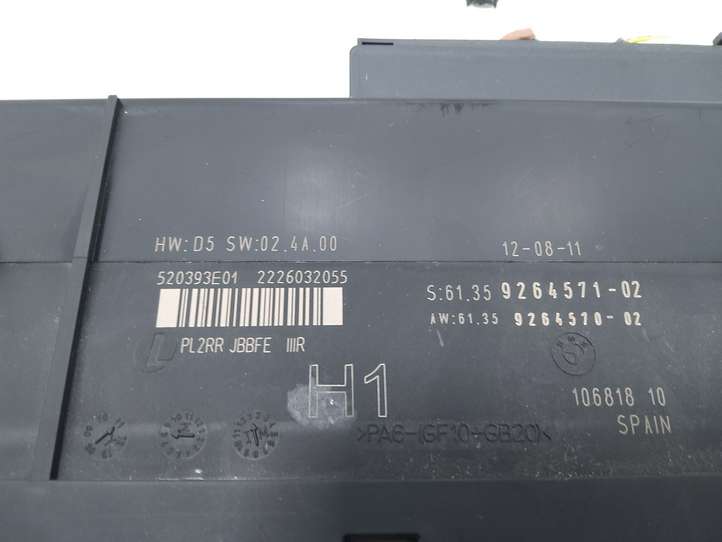 HW:D5 SW:02.4A.00
12-08-11
520393E01 2226032055
S:61.35 9264571-02
AW:61.35 9264570-02
PL2RR JBBFE IIIR
H1
106818 10
SPAIN
>PA6-(GF10+GB20)<